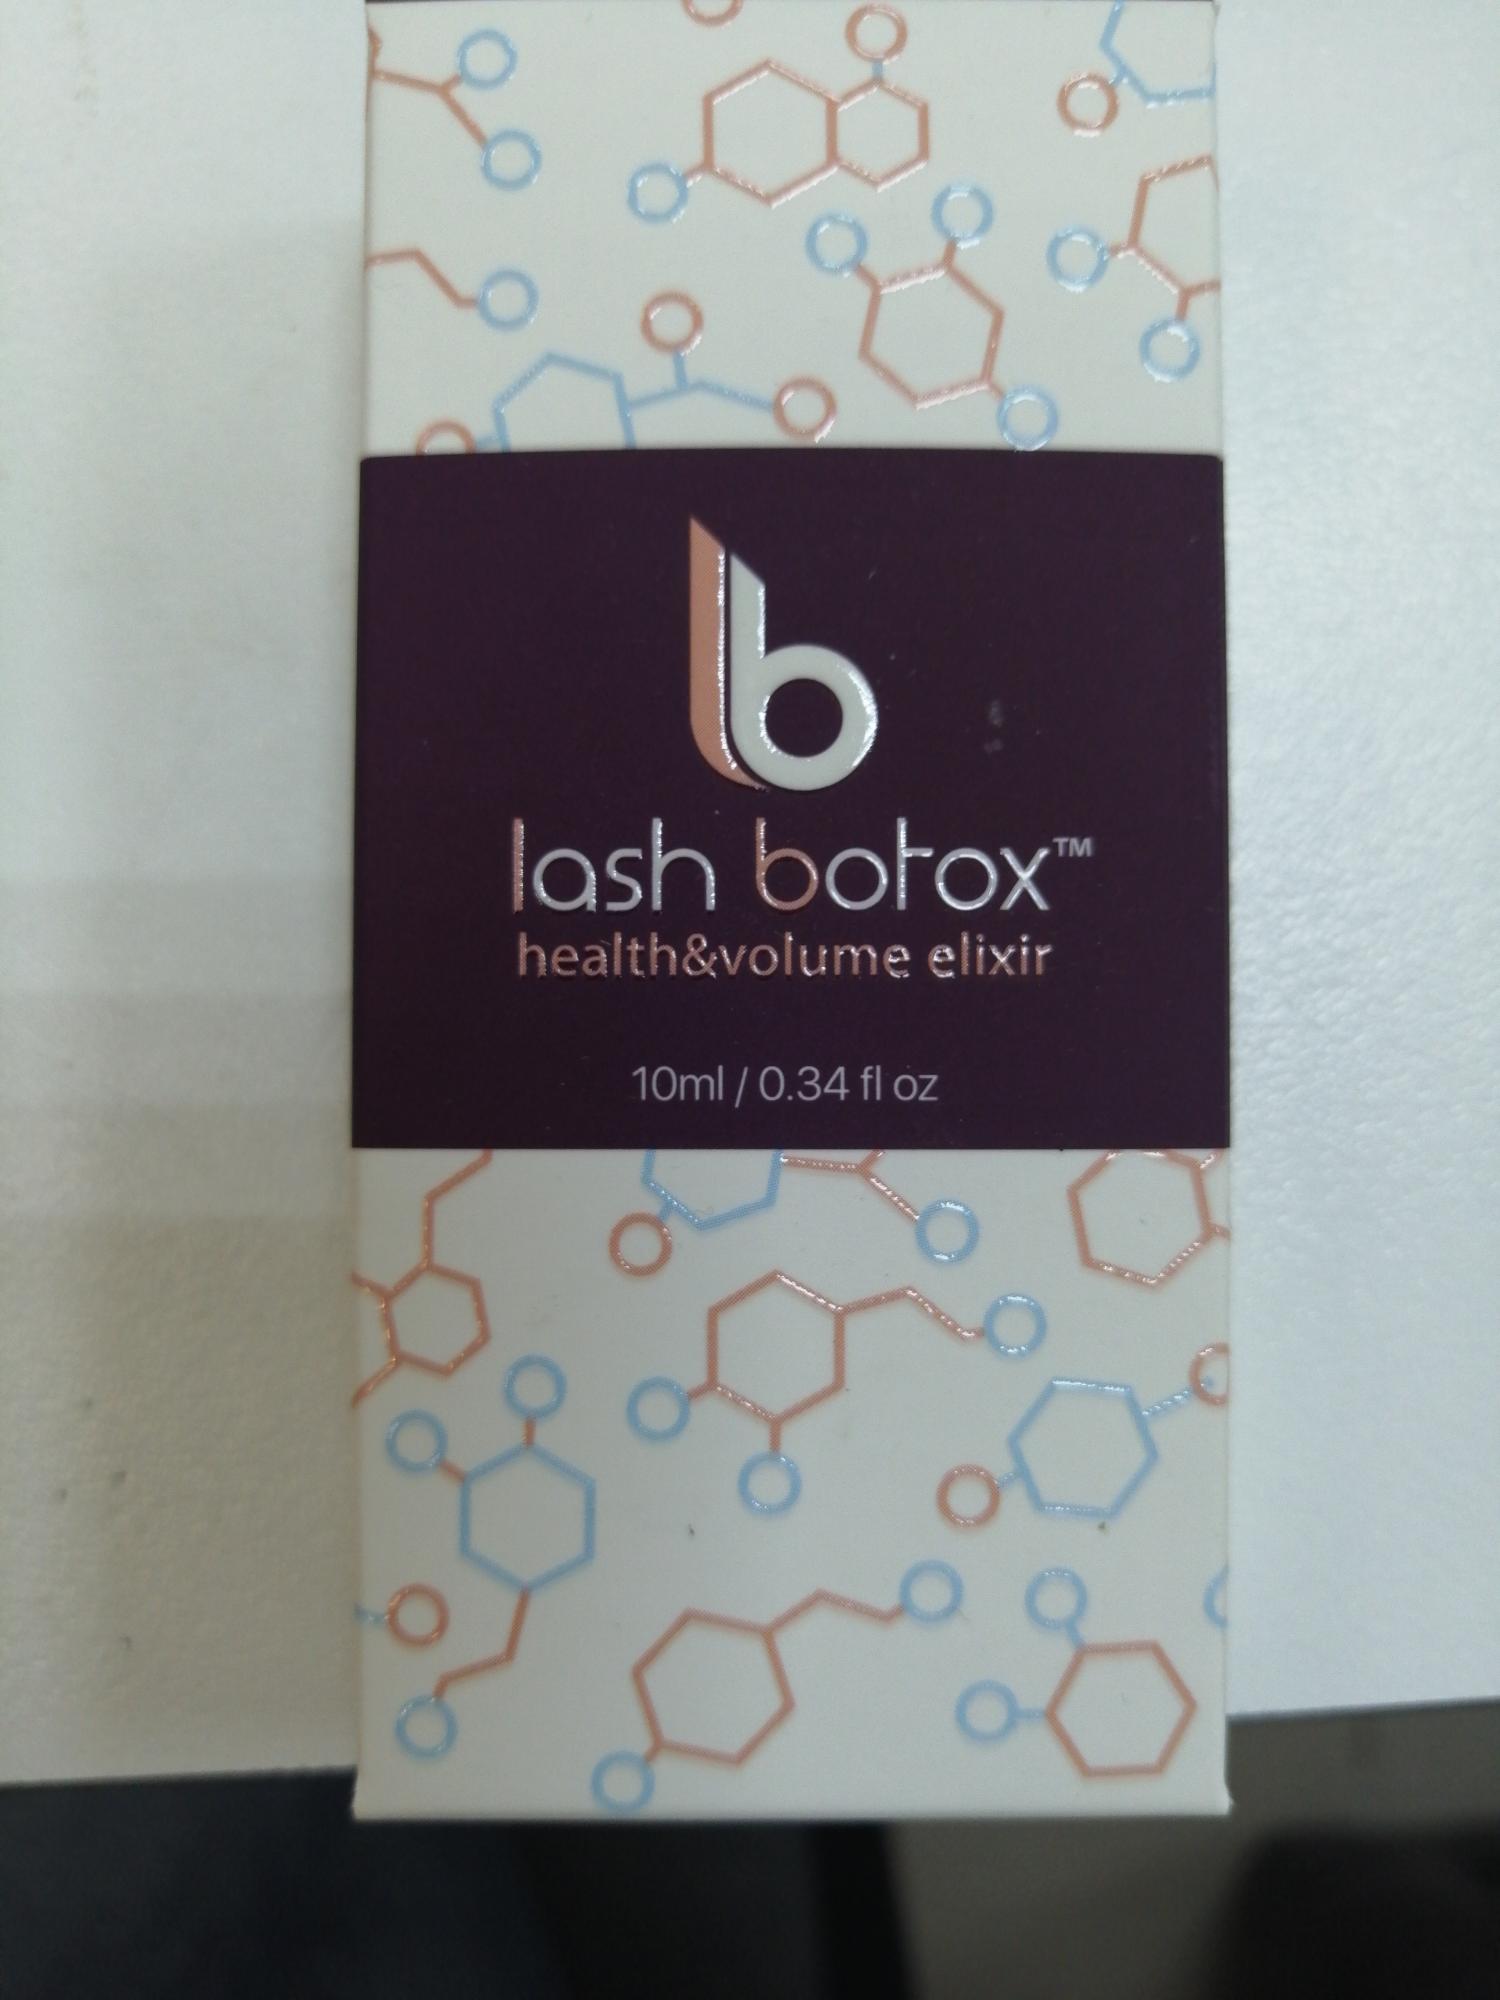 lb
lash botox™
health&volume elixir
10ml / 0.34 fl oz